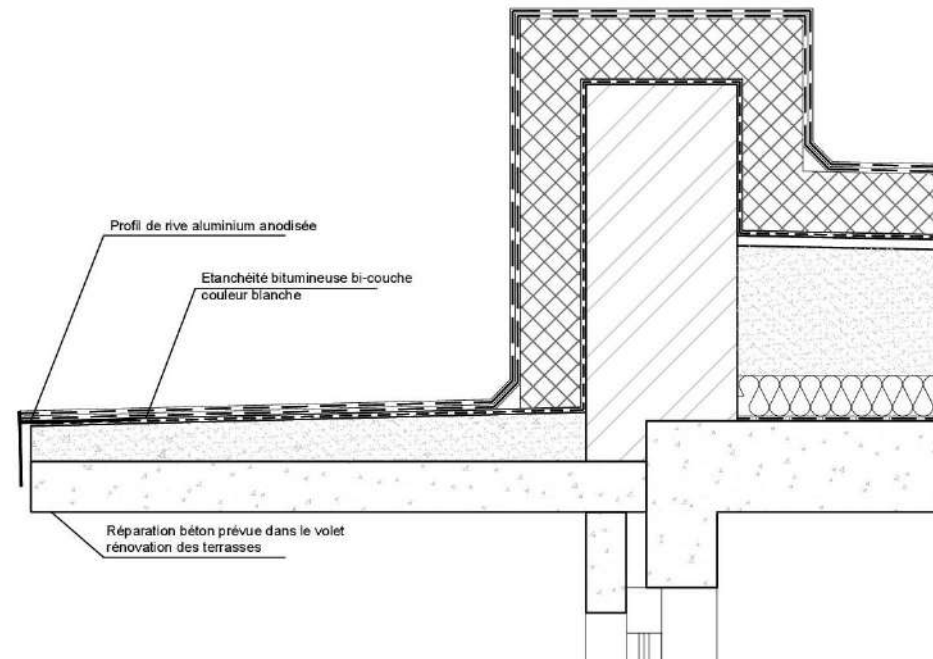 Profil de rive aluminium anodisée
Etanchéité bitumineuse bi-couche
couleur blanche
Réparation béton prévue dans le volet
rénovation des terrasses